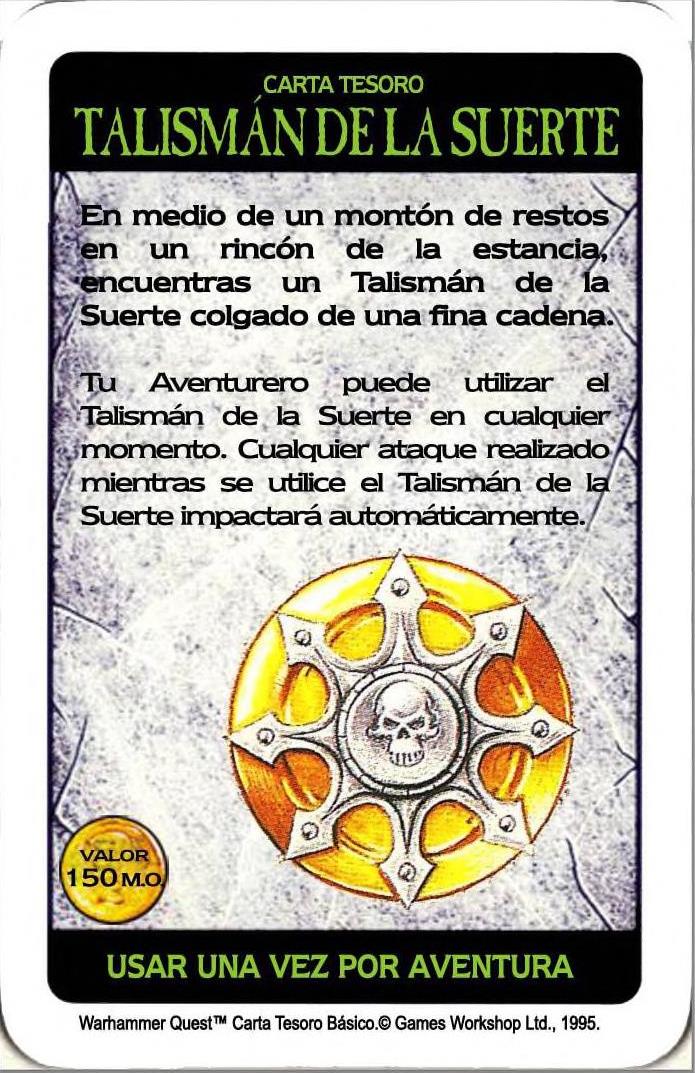 CARTA TESORO
TALISMÁN DE LA SUERTE
En medio de un montón de restos
en un rincón de la estancia,
encuentras un Talismán de la
Suerte colgado de una fina cadena.
Tu Aventurero puede utilizar el
Talismán de la Suerte en cualquier
momento. Cualquier ataque realizado
mientras se utilice el Talismán de la
Suerte impactará automáticamente.
VALOR
150 M.O.
USAR UNA VEZ POR AVENTURA
Warhammer Quest™ Carta Tesoro Básico.© Games Workshop Ltd., 1995.